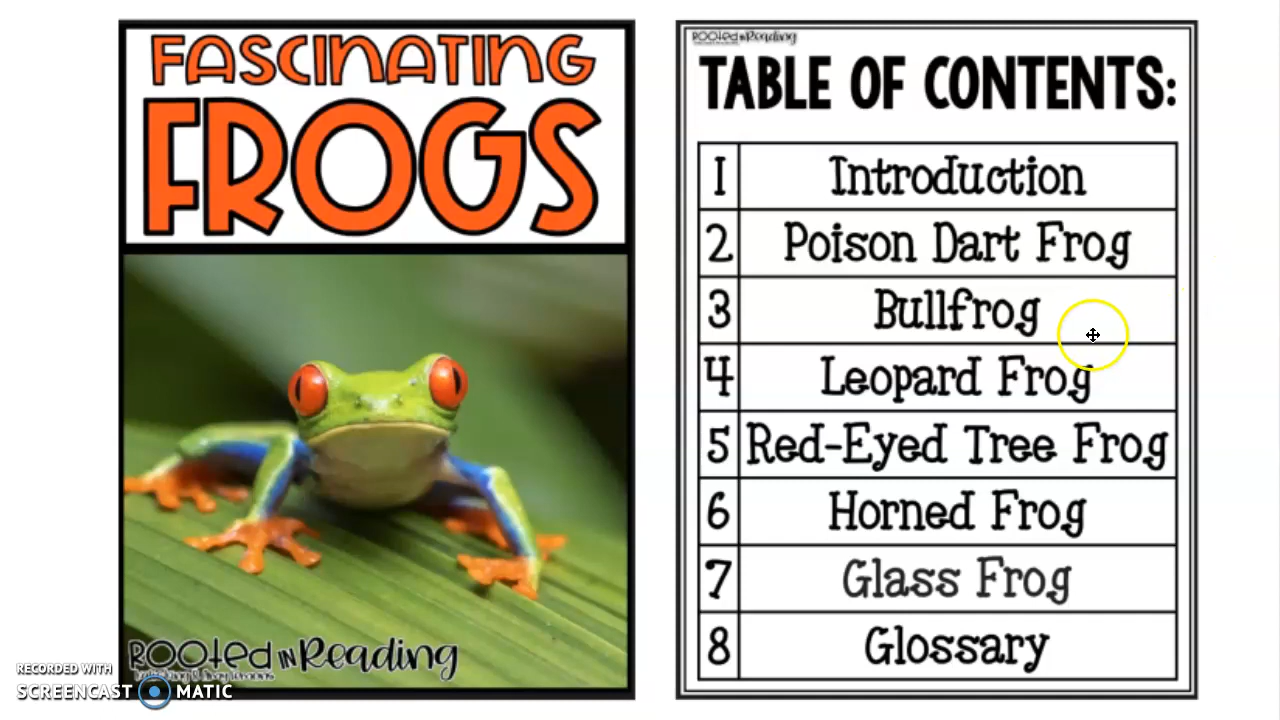 FASCINATING
FROGS
ROOTED IN READING
RECORDED WITH
SCREENCAST MATIC
ROOTED IN READING
TABLE OF CONTENTS:
1 Introduction
2 Poison Dart Frog
3 Bullfrog
4 Leopard Frog
5 Red-Eyed Tree Frog
6 Horned Frog
7 Glass Frog
8 Glossary